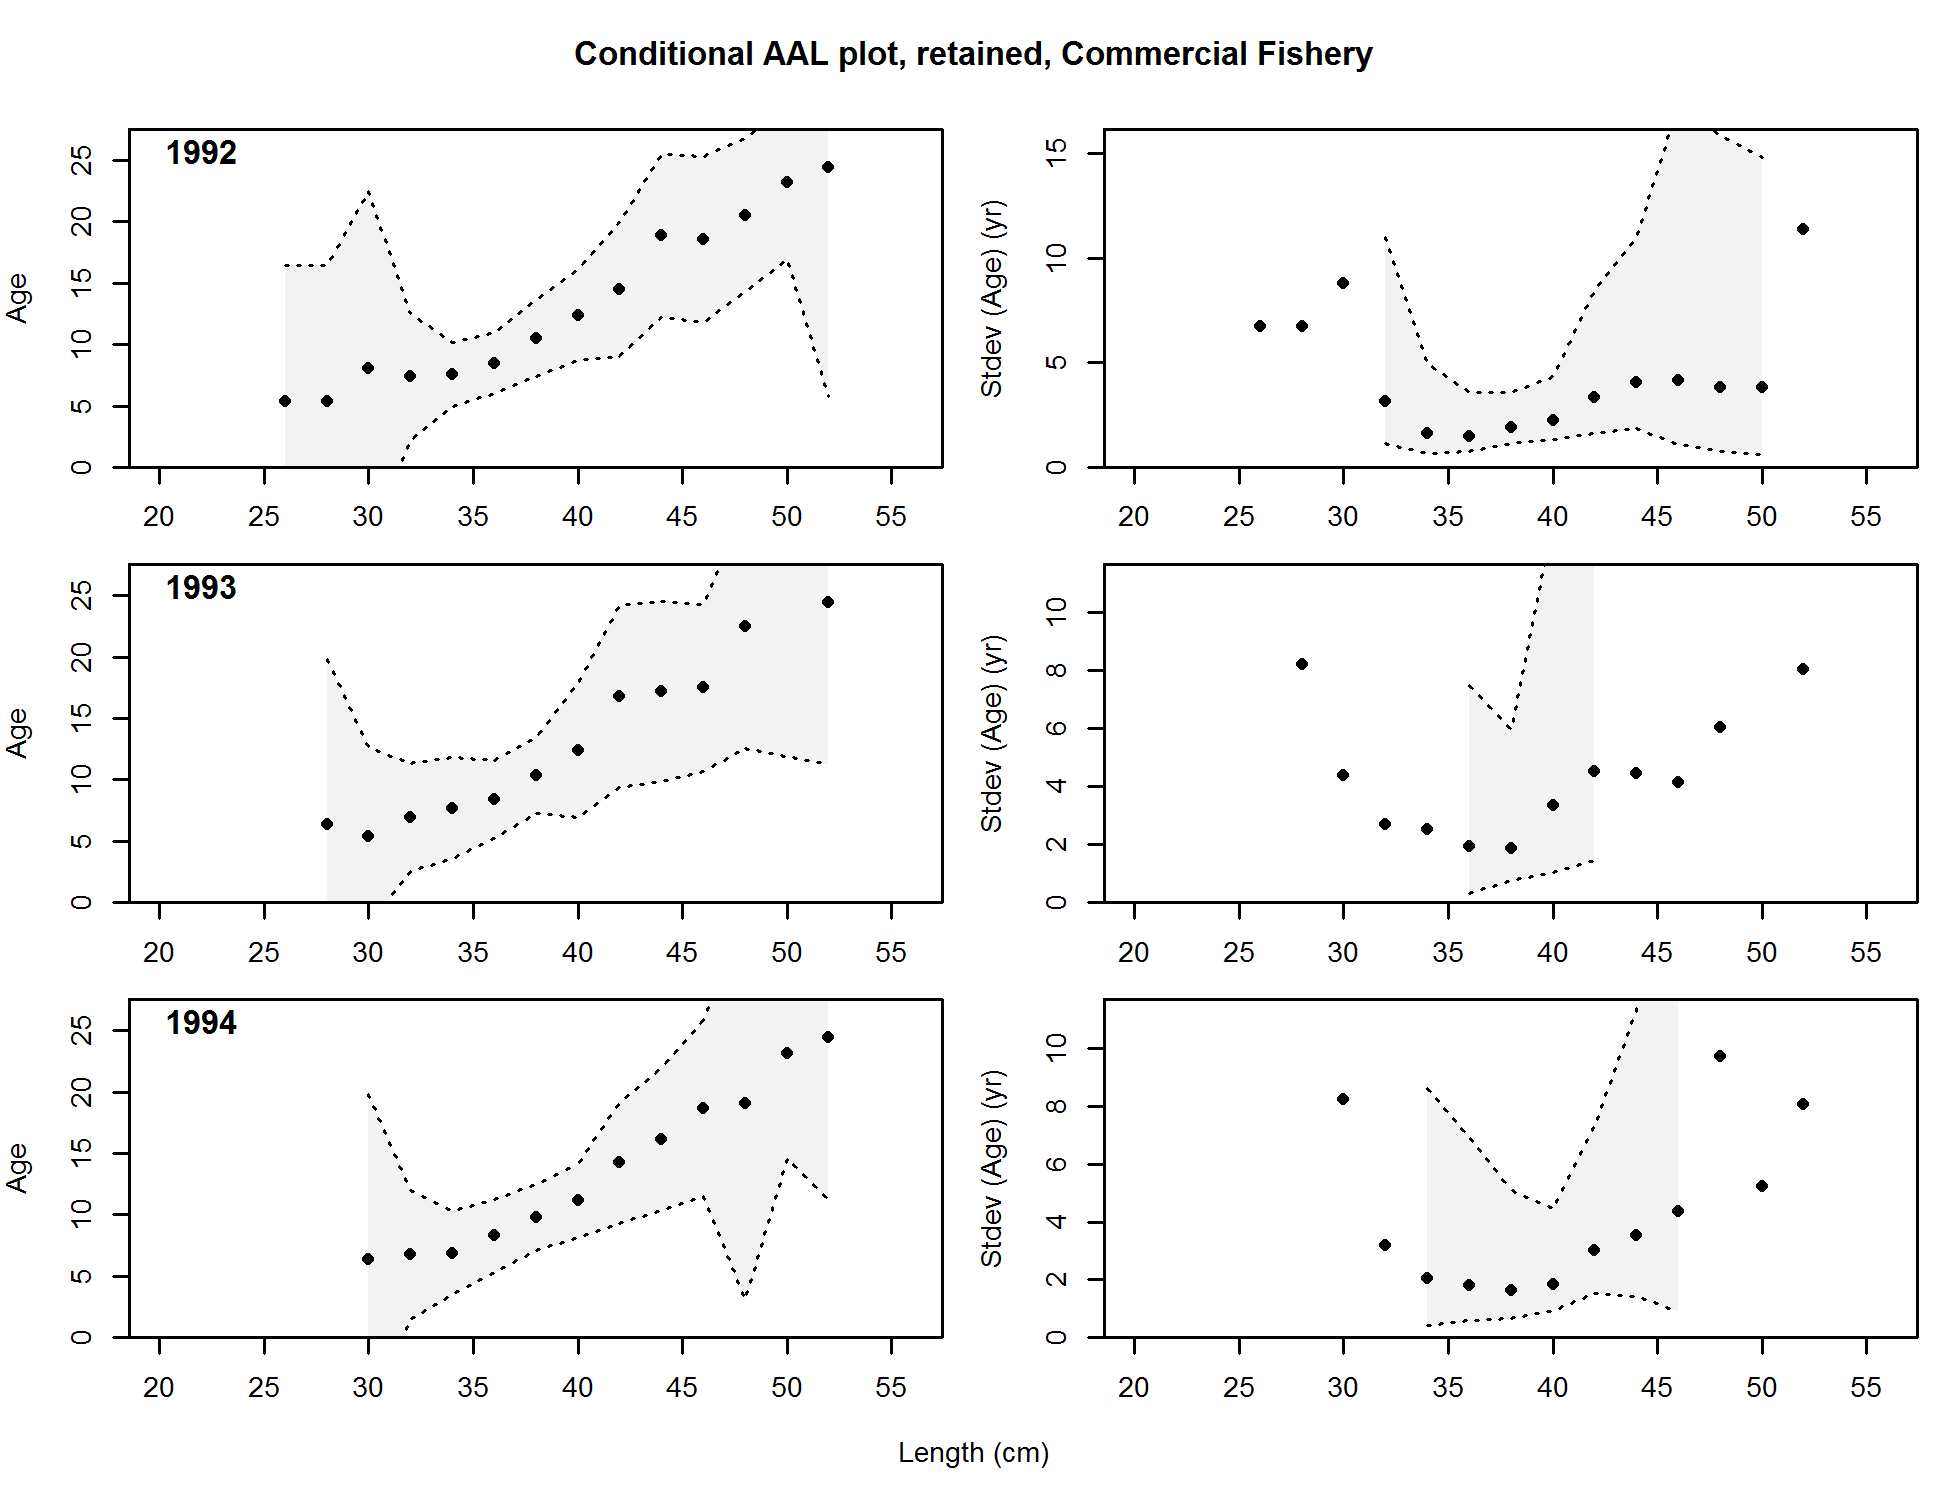 Conditional AAL plot, retained, Commercial Fishery
1992
Age
0 5 10 15 20 25
20 25 30 35 40 45 50 55
Stdev (Age) (yr)
0 5 10 15
20 25 30 35 40 45 50 55
1993
Age
0 5 10 15 20 25
20 25 30 35 40 45 50 55
Stdev (Age) (yr)
0 2 4 6 8 10
20 25 30 35 40 45 50 55
1994
Age
0 5 10 15 20 25
20 25 30 35 40 45 50 55
Stdev (Age) (yr)
0 2 4 6 8 10
20 25 30 35 40 45 50 55
Length (cm)